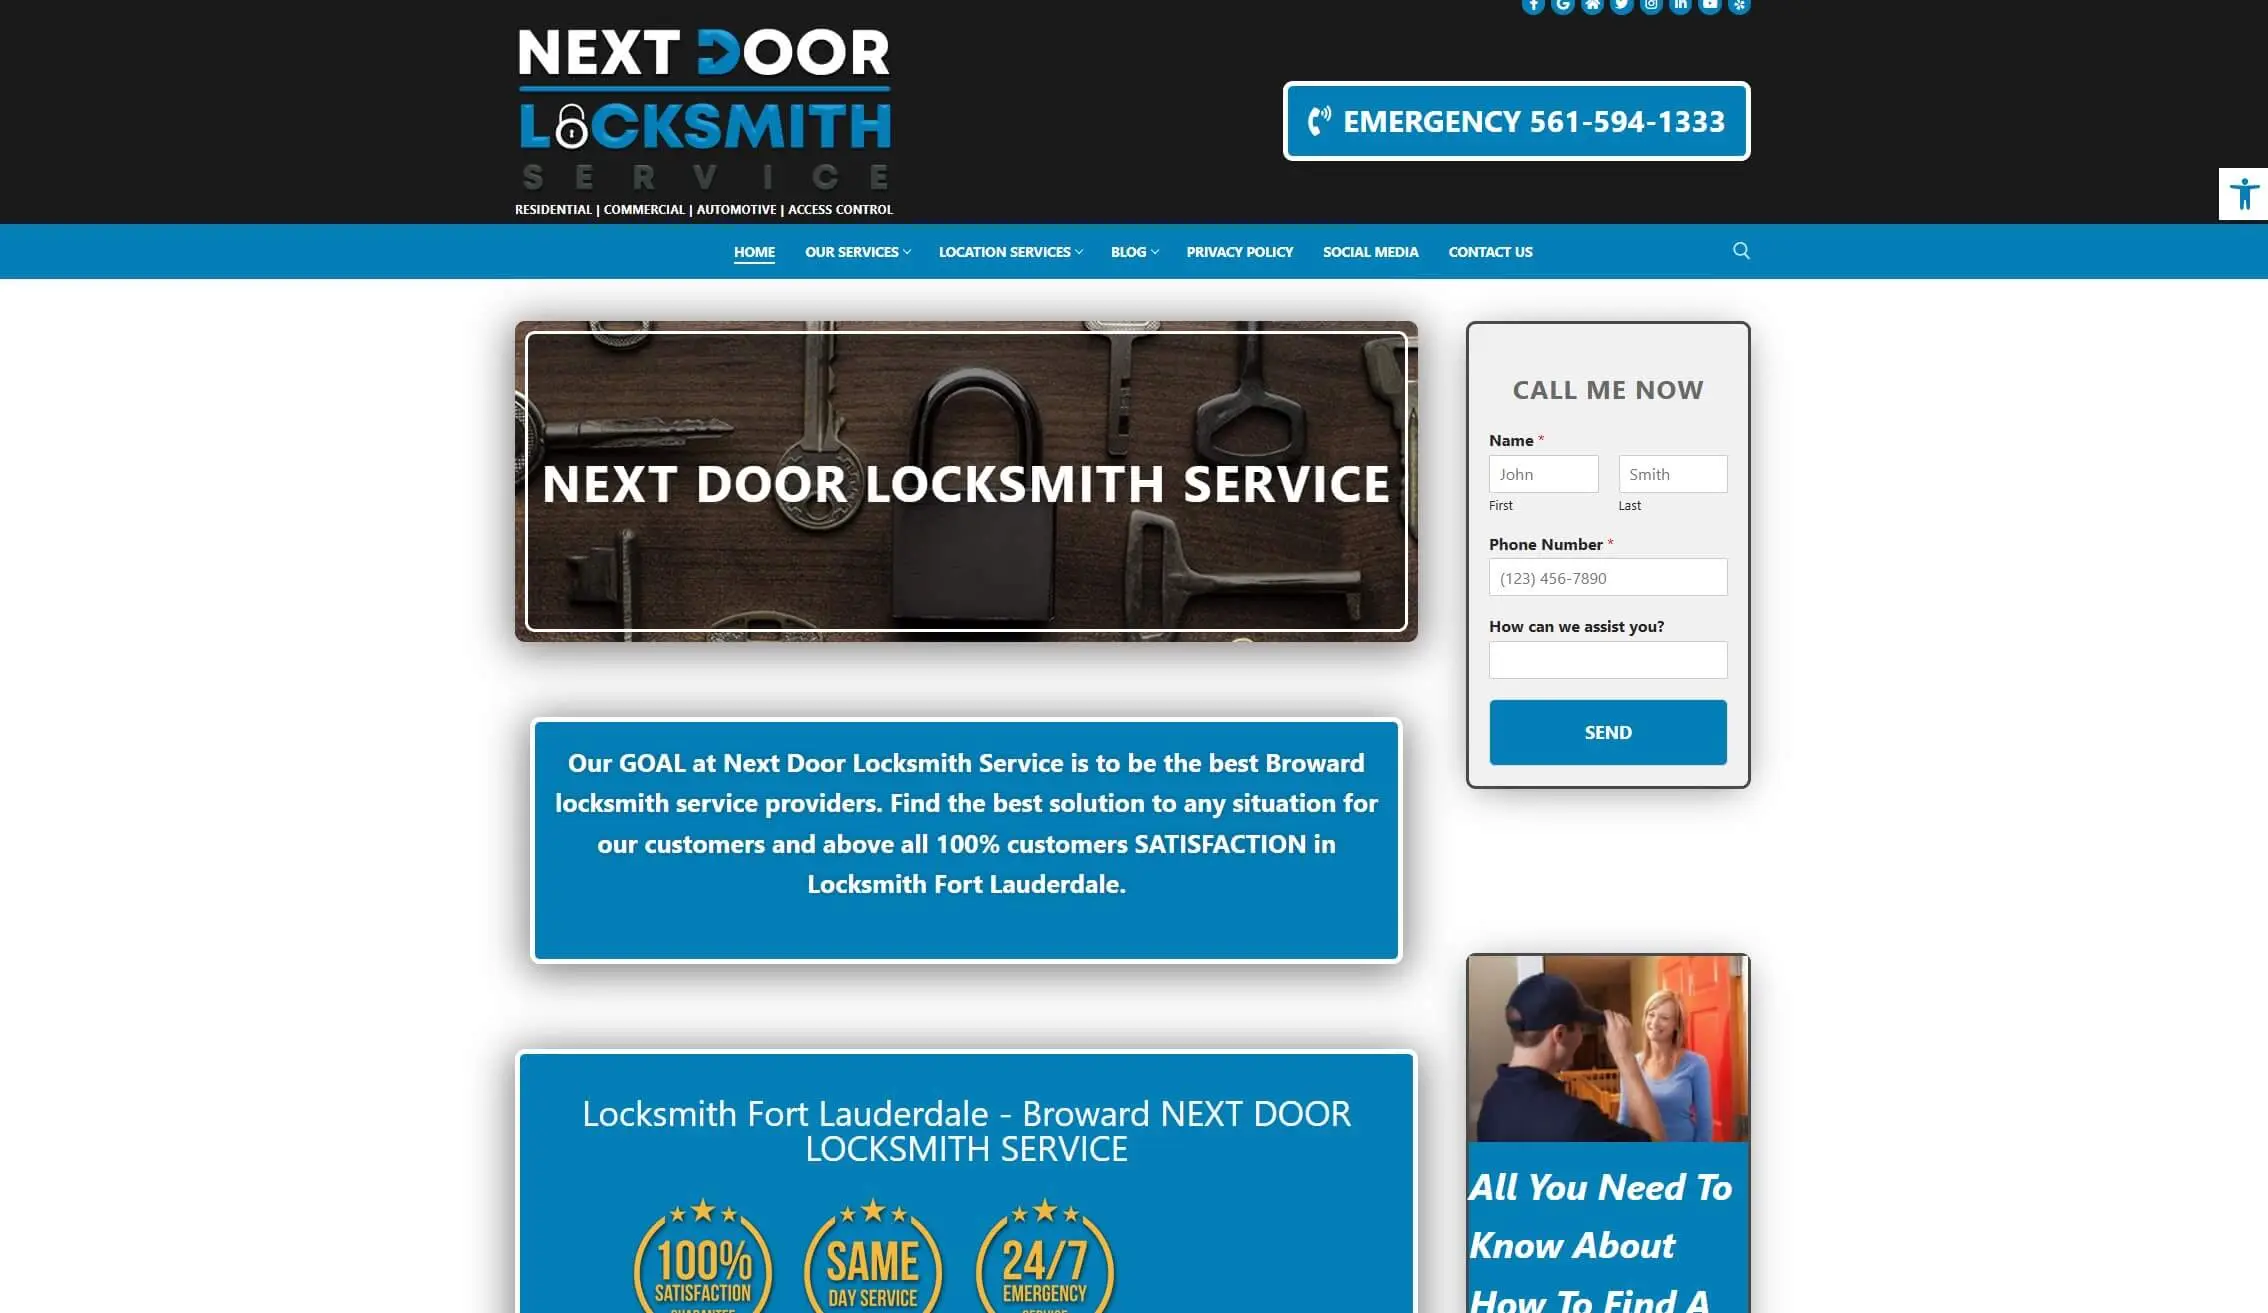 NEXT DOOR
LOCKSMITH
SERVICE
RESIDENTIAL | COMMERCIAL | AUTOMOTIVE | ACCESS CONTROL
EMERGENCY 561-594-1333
HOME
OUR SERVICES
LOCATION SERVICES
BLOG
PRIVACY POLICY
SOCIAL MEDIA
CONTACT US
NEXT DOOR LOCKSMITH SERVICE
CALL ME NOW
Name *
John
Smith
First
Last
Phone Number *
(123) 456-7890
How can we assist you?
SEND
Our GOAL at Next Door Locksmith Service is to be the best Broward
locksmith service providers. Find the best solution to any situation for
our customers and above all 100% customers SATISFACTION in
Locksmith Fort Lauderdale.
Locksmith Fort Lauderdale - Broward NEXT DOOR
LOCKSMITH SERVICE
100%
SATISFACTION
SAME
DAY SERVICE
24/7
EMERGENCY
All You Need To
Know About
How To Find A